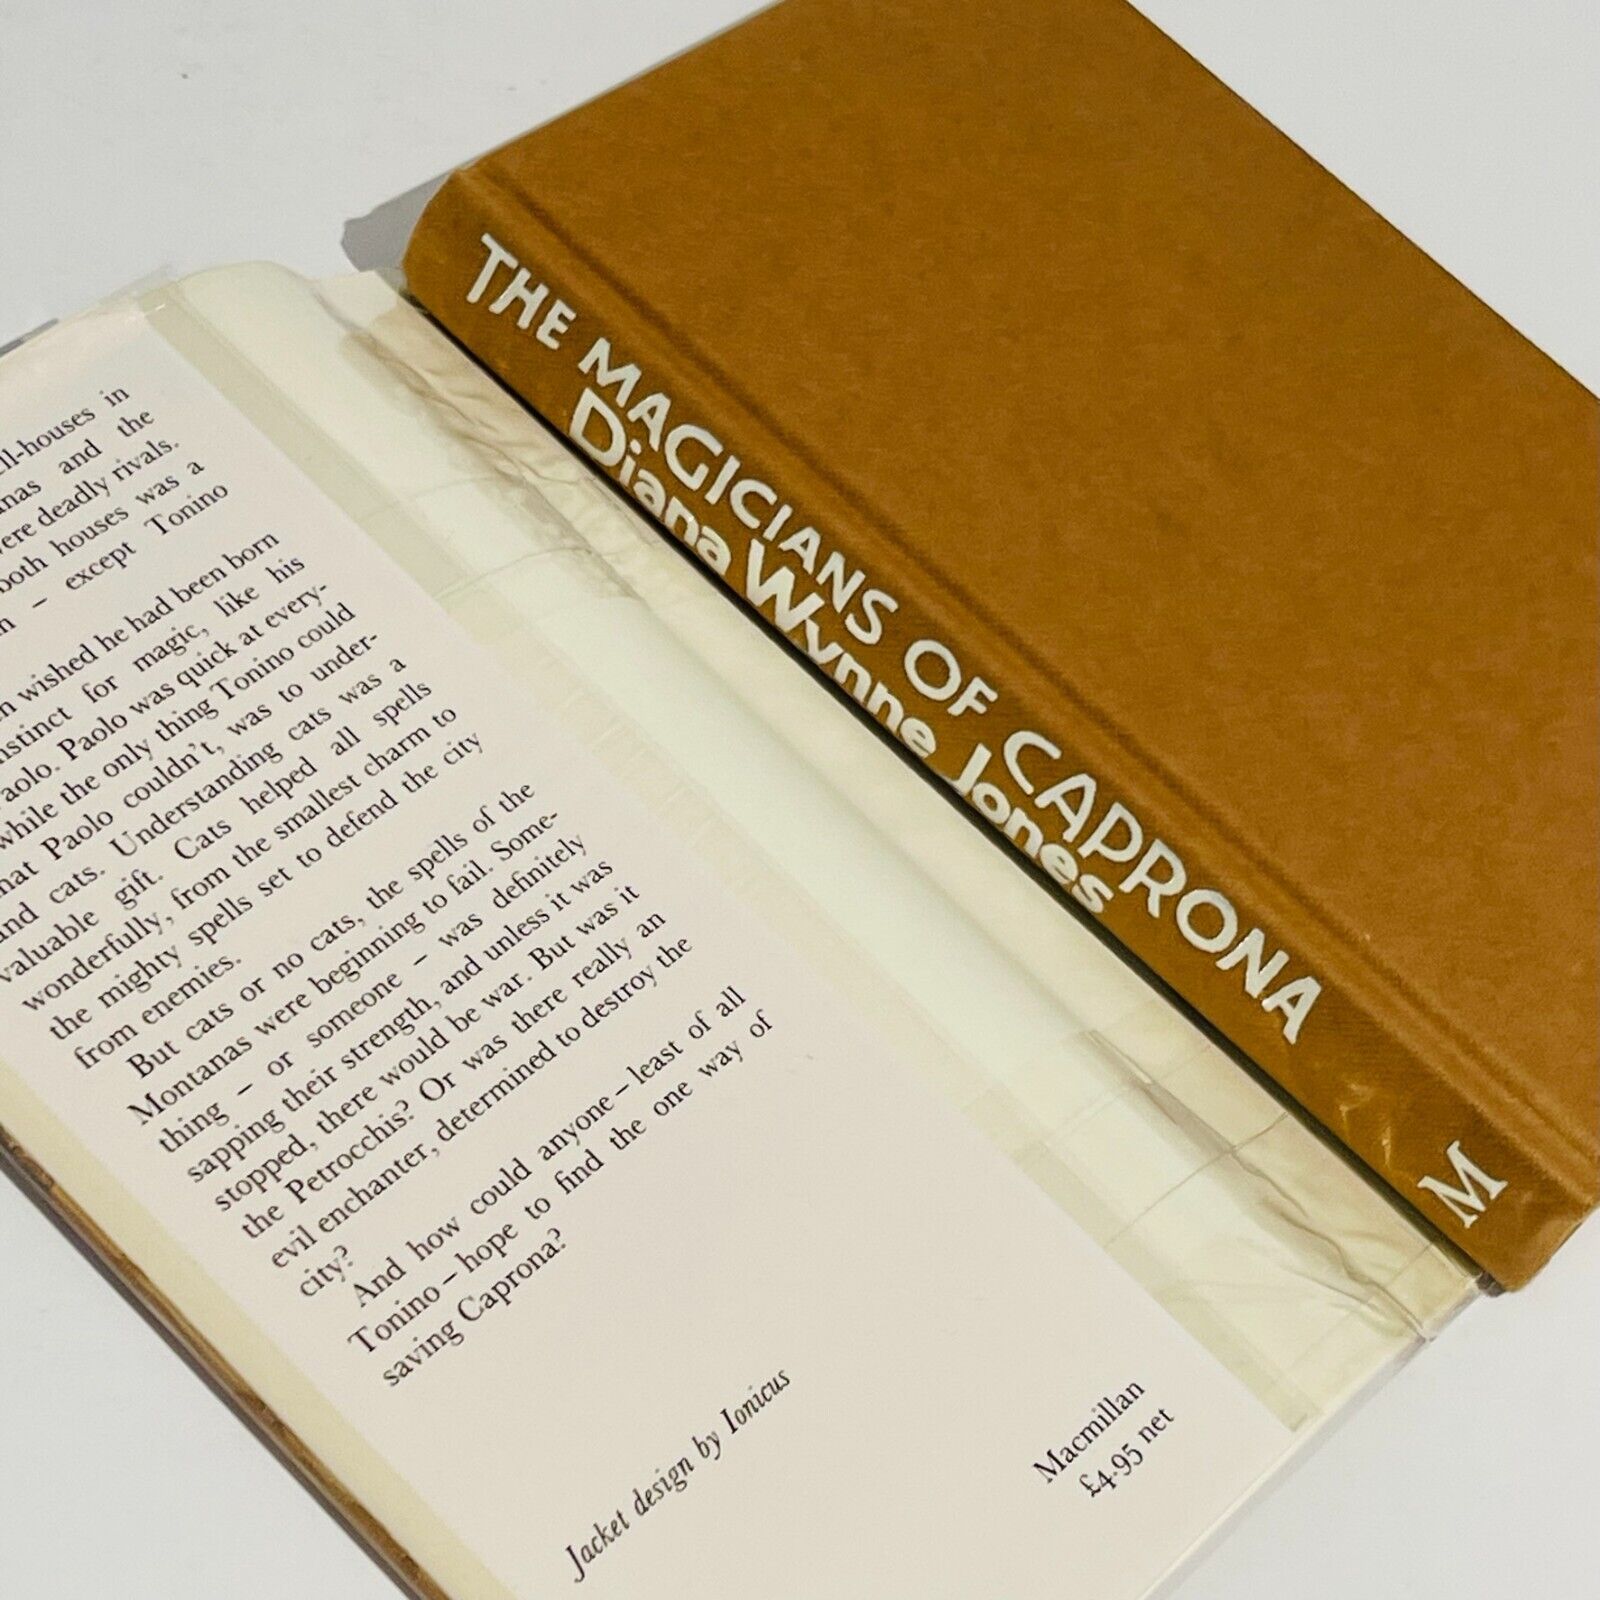 THE MAGICIANS OF CAPRONA
Diana Wynne Jones
M
in
and the
were deadly rivals.
both houses was a
– except Tonino
wished he had been born
instinct for magic, like his
Paolo. Paolo was quick at every-
while the only thing Tonino could
that Paolo couldn't, was to under-
and cats. Understanding cats was a
valuable gift. Cats helped all spells
wonderfully, from the smallest charm to
the mighty spells set to defend the city
from enemies.
But cats or no cats, the spells of the
Montanas were beginning to fail. Some-
thing – or someone – was definitely
sapping their strength, and unless it was
stopped, there would be war. But was it
the Petrocchis? Or was there really an
evil enchanter, determined to destroy the
city?
And how could anyone – least of all
Tonino – hope to find the one way of
saving Caprona?
Jacket design by Ionicus
Macmillan
£4·95 net